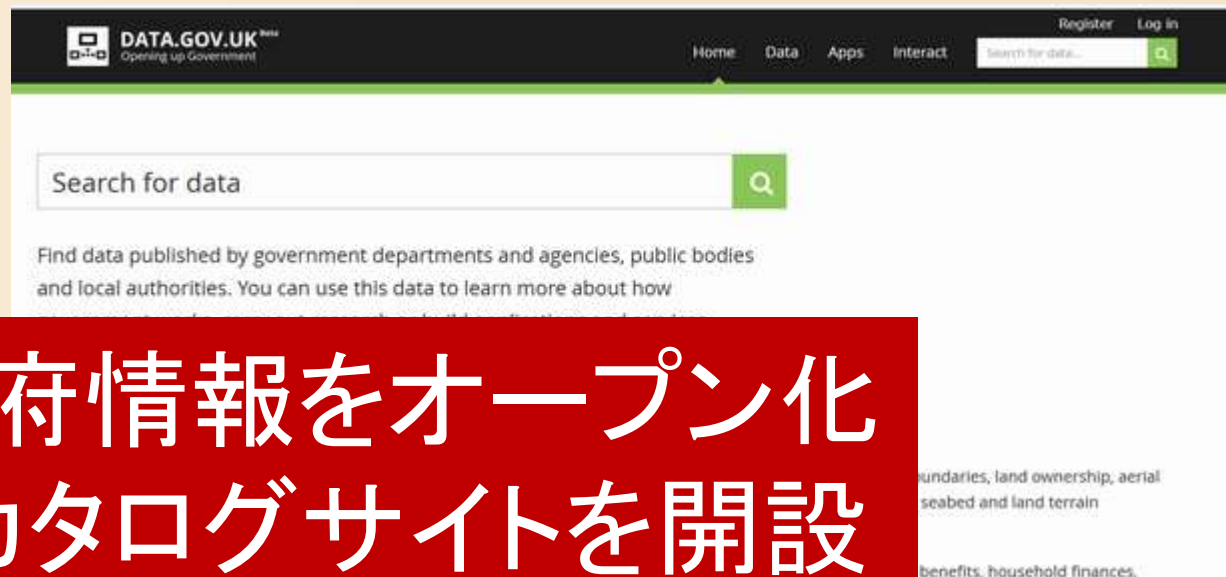 DATA.GOV.UK Beta
Opening up Government
Register Log in
Home Data Apps Interact
Search for data...
Search for data
Find data published by government departments and agencies, public bodies
and local authorities. You can use this data to learn more about how
府情報をオープン化
カタログサイトを開設
undaries, land ownership, aerial
seabed and land terrain
benefits, household finances,